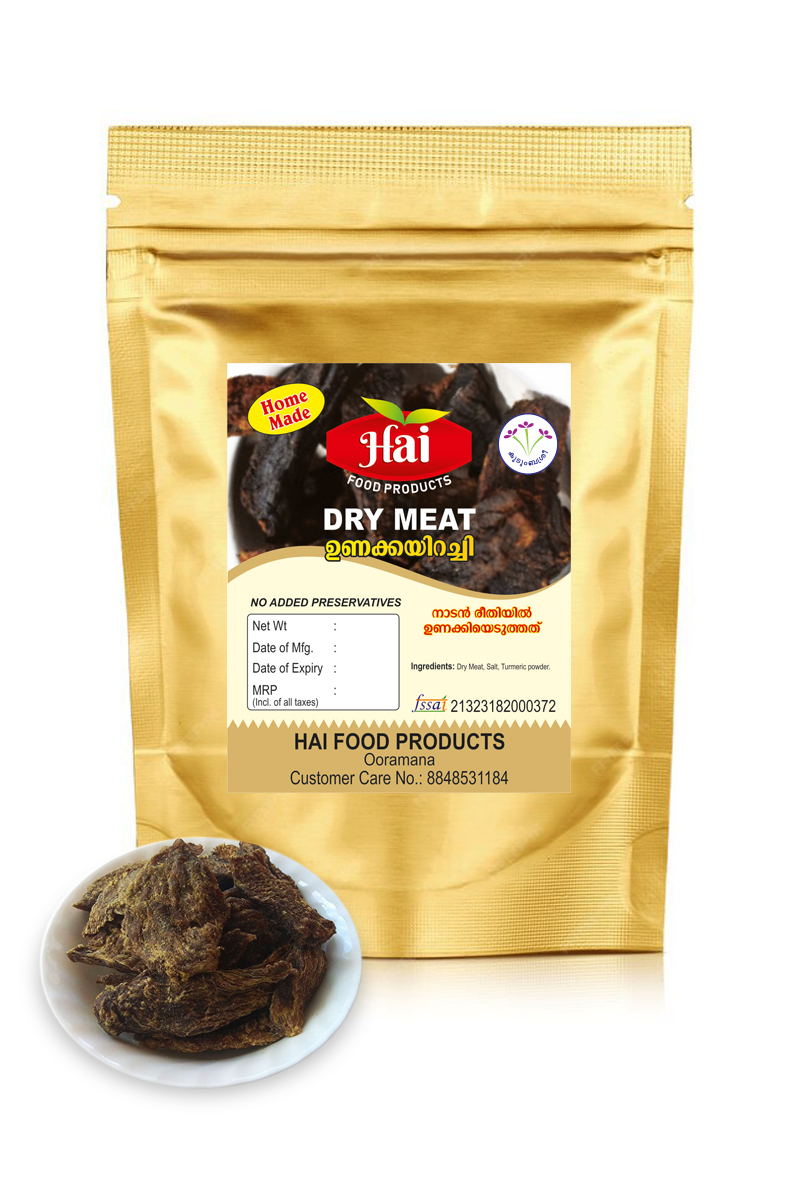 Home
Made
Hai
FOOD PRODUCTS
കുടുംബശ്രീ
DRY MEAT
ഉണക്കയിറച്ചി
NO ADDED PRESERVATIVES
Net Wt :
Date of Mfg. :
Date of Expiry :
MRP :
(Incl. of all taxes)
നാടൻ രീതിയിൽ
ഉണക്കിയെടുത്തത്
Ingredients: Dry Meat, Salt, Turmeric powder.
fssai 21323182000372
HAI FOOD PRODUCTS
Ooramana
Customer Care No.: 8848531184